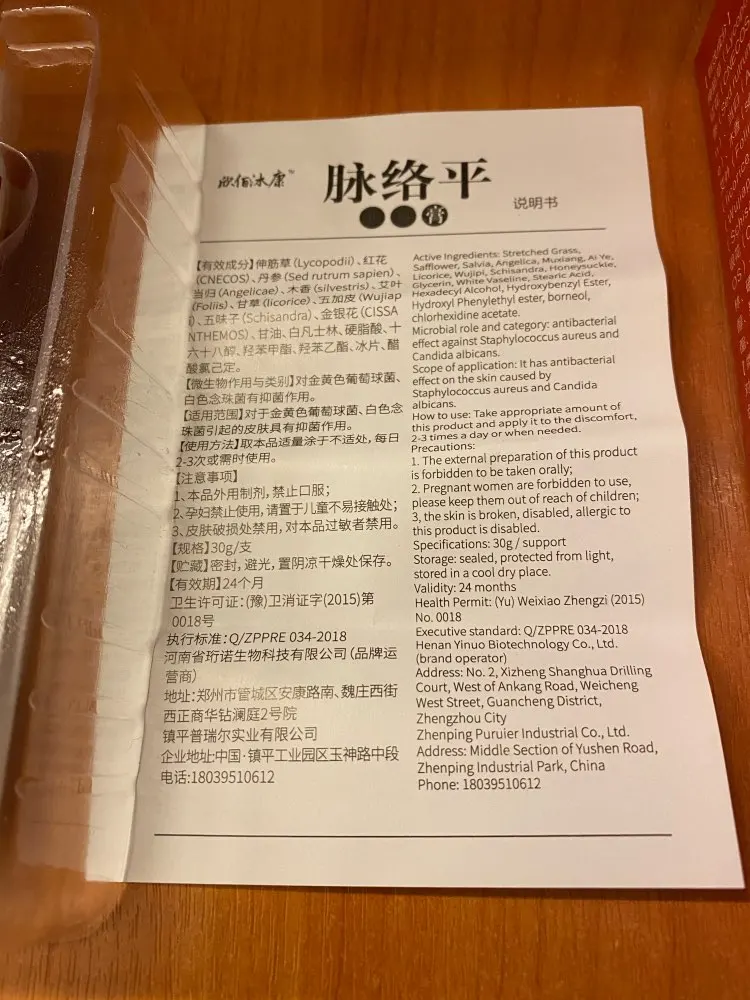 脉络平
膏
说明书
【有效成分】伸筋草(Lycopodii)、红花
(CNECOS)、丹参(Sed rutrum sapien)、
当归(Angelicae)、木香(silvestris)、艾叶
(Foliis)、甘草(licorice)、五加皮(Wujiap
i)、五味子(Schisandra)、金银花(CISSA
NTHEMOS)、甘油、白凡士林、硬脂酸、十
六十八醇、羟苯甲酯、羟苯乙酯、冰片、醋
酸氯己定。
【微生物作用与类别】对金黄色葡萄球菌、
白色念珠菌有抑菌作用。
【适用范围】对于金黄色葡萄球菌、白色念
珠菌引起的皮肤具有抑菌作用。
【使用方法】取本品适量涂于不适处,每日
2-3次或需时使用。
【注意事项】
1、本品外用制剂,禁止口服;
2、孕妇禁止使用,请置于儿童不易接触处;
3、皮肤破损处禁用,对本品过敏者禁用。
【规格】30g/支
【贮藏】密封,避光,置阴凉干燥处保存。
【有效期】24个月
卫生许可证:(豫)卫消证字(2015)第
0018号
执行标准:Q/ZPPRE 034-2018
河南省珩诺生物科技有限公司(品牌运
营商)
地址:郑州市管城区安康路南、魏庄西街
西正商华钻澜庭2号院
镇平普瑞尔实业有限公司
企业地址:中国·镇平工业园区玉神路中段
电话:18039510612
Active Ingredients: Stretched Grass,
Safflower, Salvia, Angelica, Muxiang, Ai Ye,
Licorice, Wujipi, Schisandra, Honeysuckle,
Glycerin, White Vaseline, Stearic Acid,
Hexadecyl Alcohol, Hydroxybenzyl Ester,
Hydroxyl Phenylethyl ester, borneol,
chlorhexidine acetate.
Microbial role and category: antibacterial
effect against Staphylococcus aureus and
Candida albicans.
Scope of application: It has antibacterial
effect on the skin caused by
Staphylococcus aureus and Candida
albicans.
How to use: Take appropriate amount of
this product and apply it to the discomfort,
2-3 times a day or when needed.
Precautions:
1. The external preparation of this product
is forbidden to be taken orally;
2. Pregnant women are forbidden to use,
please keep them out of reach of children;
3, the skin is broken, disabled, allergic to
this product is disabled.
Specifications: 30g / support
Storage: sealed, protected from light,
stored in a cool dry place.
Validity: 24 months
Health Permit: (Yu) Weixiao Zhengzi (2015)
No. 0018
Executive standard: Q/ZPPRE 034-2018
Henan Yinuo Biotechnology Co., Ltd.
(brand operator)
Address: No. 2, Xizheng Shanghua Drilling
Court, West of Ankang Road, Weicheng
West Street, Guancheng District,
Zhengzhou City
Zhenping Puruier Industrial Co., Ltd.
Address: Middle Section of Yushen Road,
Zhenping Industrial Park, China
Phone: 18039510612